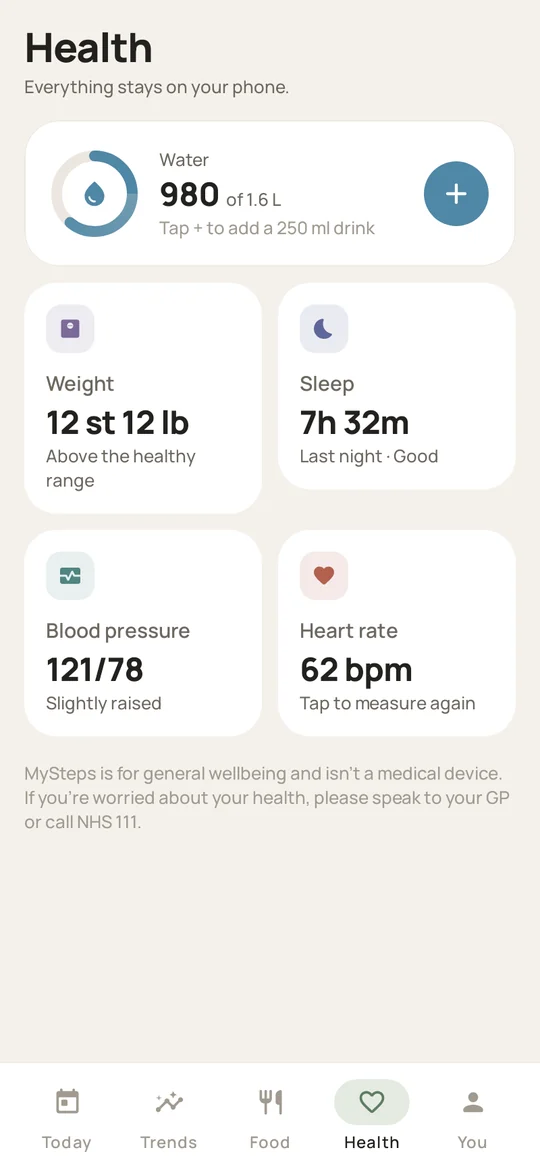 Health
Everything stays on your phone.
Water
980 of 1.6 L
Tap + to add a 250 ml drink
Weight
12 st 12 lb
Above the healthy
range
Sleep
7h 32m
Last night · Good
Blood pressure
121/78
Slightly raised
Heart rate
62 bpm
Tap to measure again
MySteps is for general wellbeing and isn't a medical device.
If you're worried about your health, please speak to your GP
or call NHS 111.
Today
Trends
Food
Health
You